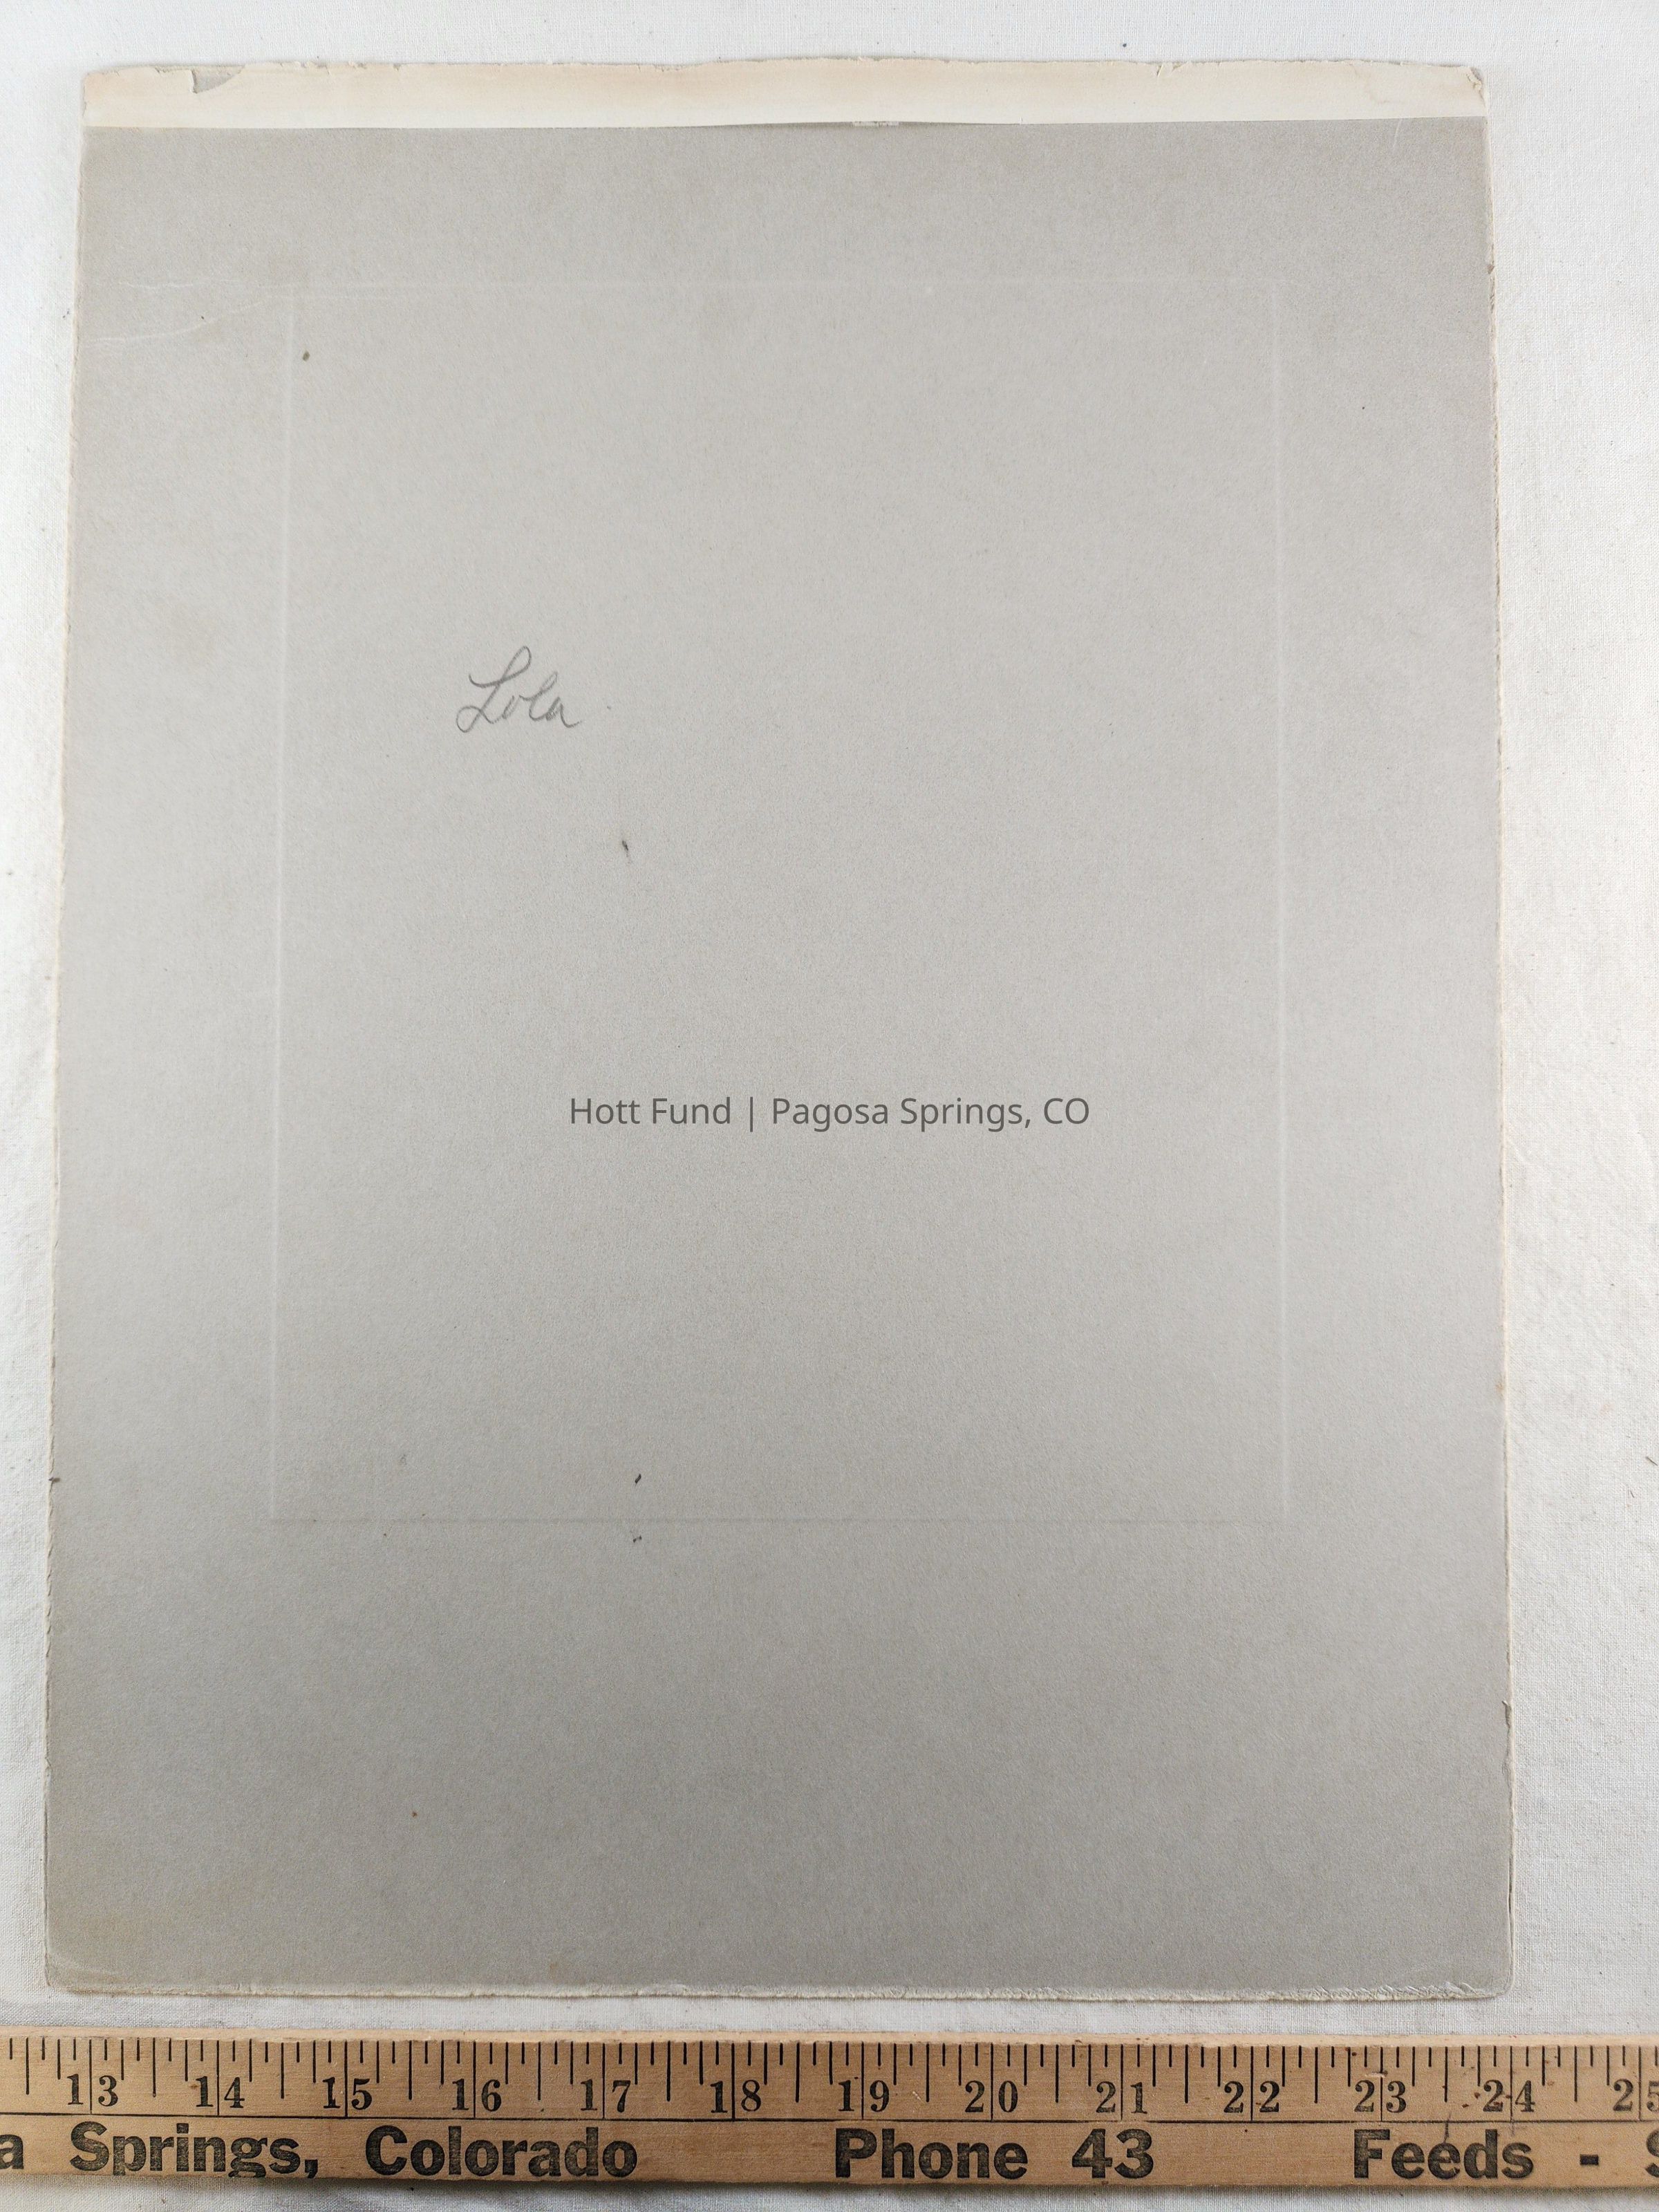 Lola
Hott Fund | Pagosa Springs, CO
13 14 15 16 17 18 19 20 21 22 23 24 25
a Springs, Colorado Phone 43 Feeds - S